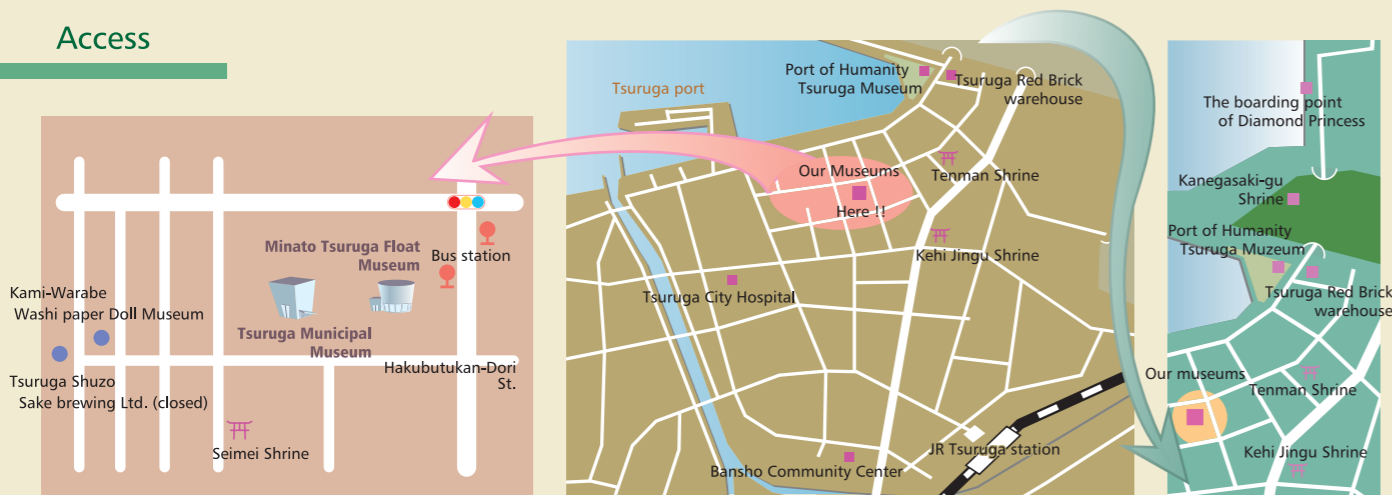 Access
Minato Tsuruga Float
Museum
Bus station
Kami-Warabe
Washi paper Doll Museum
Tsuruga Municipal
Museum
Hakubutukan-Dori
St.
Tsuruga Shuzo
Sake brewing Ltd. (closed)
Seimei Shrine
Tsuruga port
Port of Humanity
Tsuruga Museum
Tsuruga Red Brick
warehouse
Our Museums
Here !!
Tenman Shrine
Kehi Jingu Shrine
Tsuruga City Hospital
JR Tsuruga station
Bansho Community Center
The boarding point
of Diamond Princess
Kanegasaki-gu
Shrine
Port of Humanity
Tsuruga Muzeum
Tsuruga Red Brick
warehouse
Our museums
Tenman Shrine
Kehi Jingu Shrine